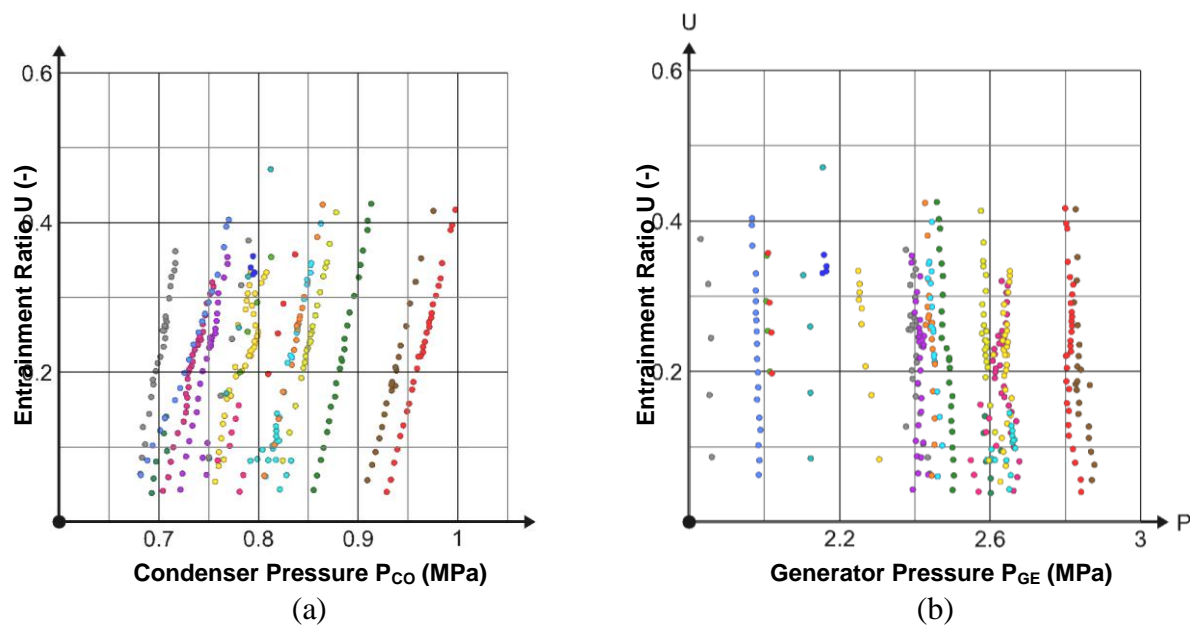 U
0.6
0.4
0.2
Entrainment Ratio U (-)
0.7 0.8 0.9 1
Condenser Pressure PCO (MPa)
(a)
0.6
0.4
0.2
Entrainment Ratio U (-)
2.2 2.6 3
P
Generator Pressure PGE (MPa)
(b)